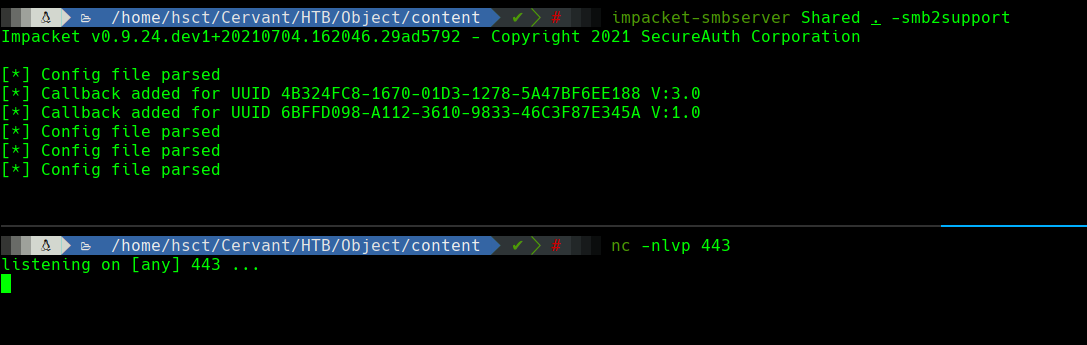 /home/hsct/Cervant/HTB/Object/content ✔ # impacket-smbserver Shared . -smb2support
Impacket v0.9.24.dev1+20210704.162046.29ad5792 - Copyright 2021 SecureAuth Corporation
[*] Config file parsed
[*] Callback added for UUID 4B324FC8-1670-01D3-1278-5A47BF6EE188 V:3.0
[*] Callback added for UUID 6BFFD098-A112-3610-9833-46C3F87E345A V:1.0
[*] Config file parsed
[*] Config file parsed
[*] Config file parsed
/home/hsct/Cervant/HTB/Object/content ✔ # nc -nlvp 443
listening on [any] 443 ...